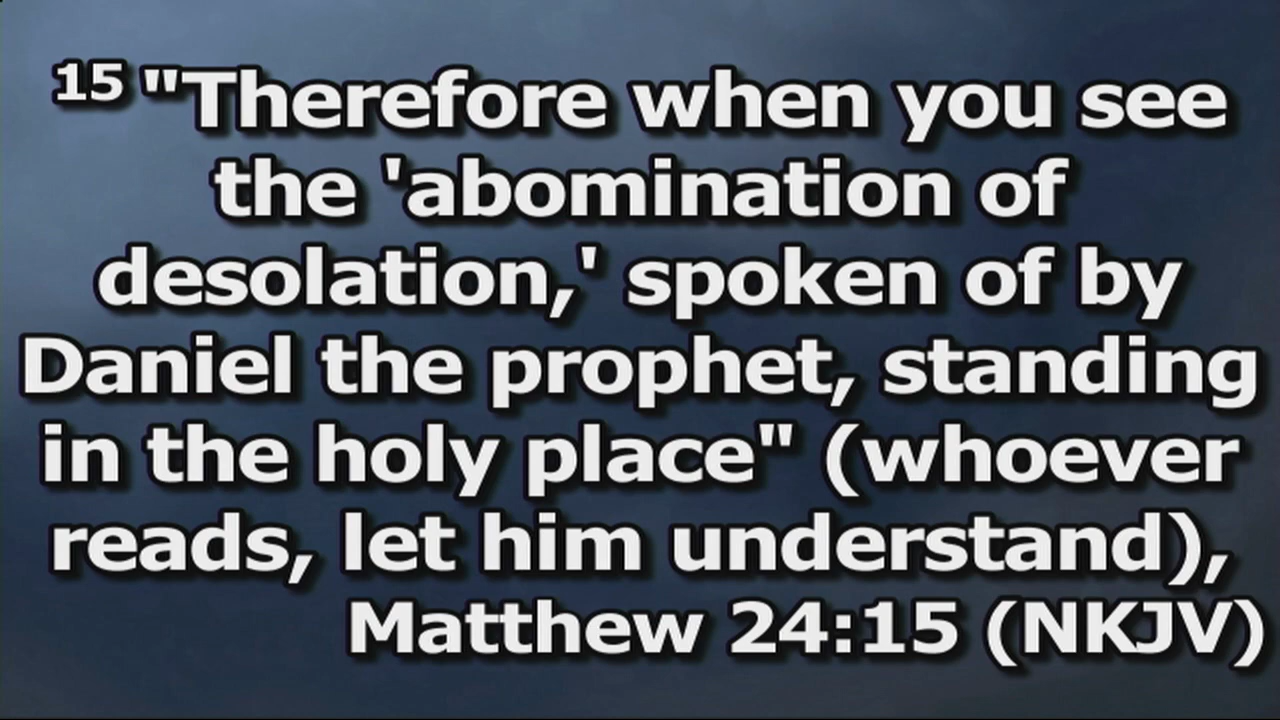 15 "Therefore when you see
the 'abomination of
desolation,' spoken of by
Daniel the prophet, standing
in the holy place" (whoever
reads, let him understand),
Matthew 24:15 (NKJV)